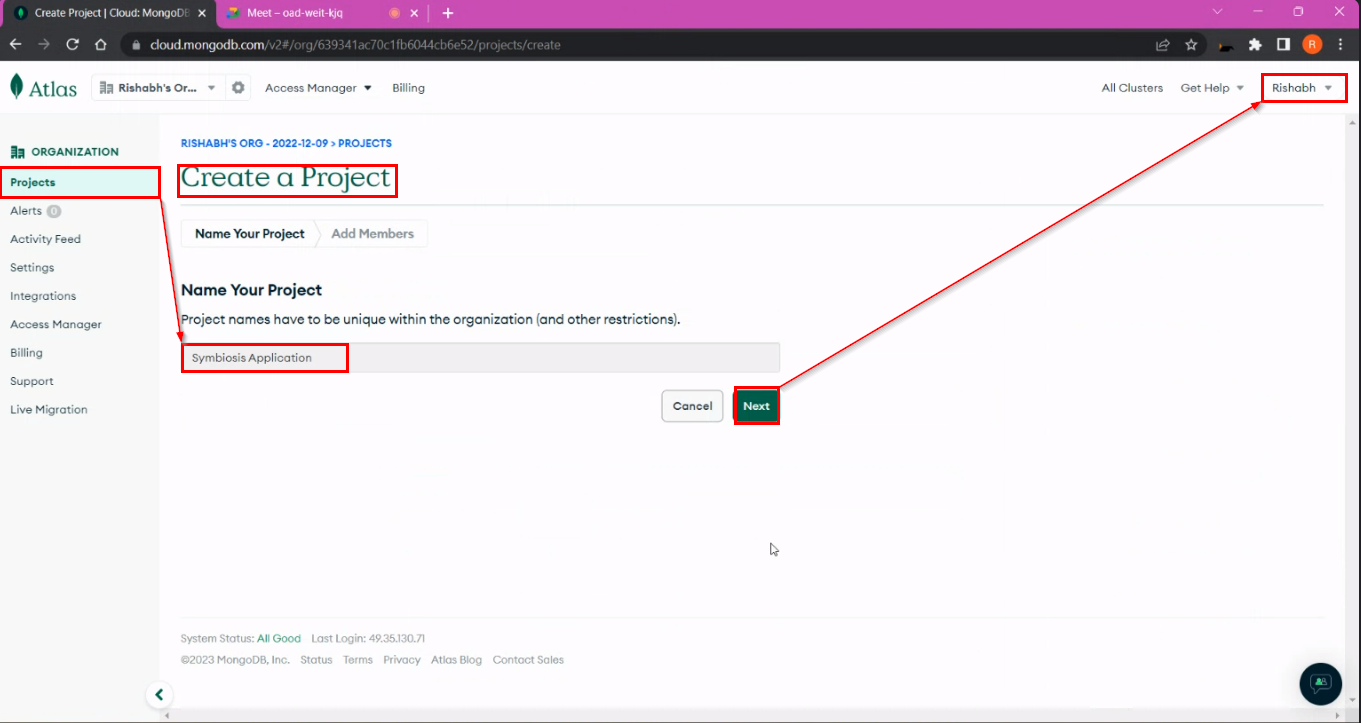 Create Project | Cloud: MongoDB
Meet – oad-weit-kjq
cloud.mongodb.com/v2#/org/639341ac70c1fb6044cb6e52/projects/create
R
Atlas
Rishabh's Or...
Access Manager
Billing
All Clusters
Get Help
Rishabh
ORGANIZATION
Projects
Alerts 0
Activity Feed
Settings
Integrations
Access Manager
Billing
Support
Live Migration
RISHABH'S ORG - 2022-12-09 > PROJECTS
Create a Project
Name Your Project
Add Members
Name Your Project
Project names have to be unique within the organization (and other restrictions).
Symbiosis Application
Cancel
Next
System Status: All Good Last Login: 49.35.130.71
©2023 MongoDB, Inc. Status Terms Privacy Atlas Blog Contact Sales